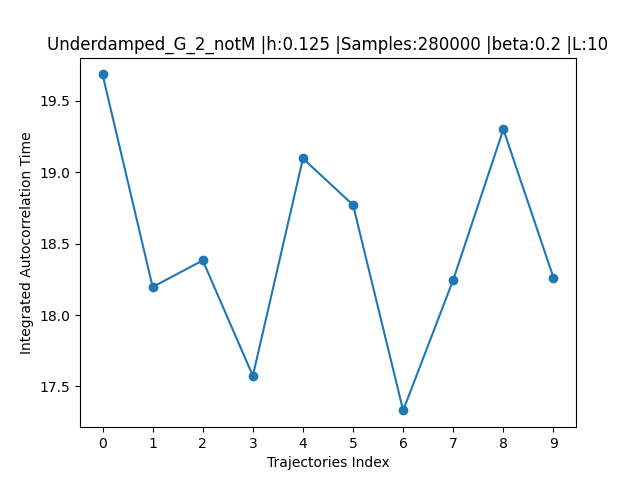 Underdamped_G_2_notM |h:0.125 |Samples:280000 |beta:0.2 |L:10
Integrated Autocorrelation Time
19.5
19.0
18.5
18.0
17.5
0 1 2 3 4 5 6 7 8 9
Trajectories Index